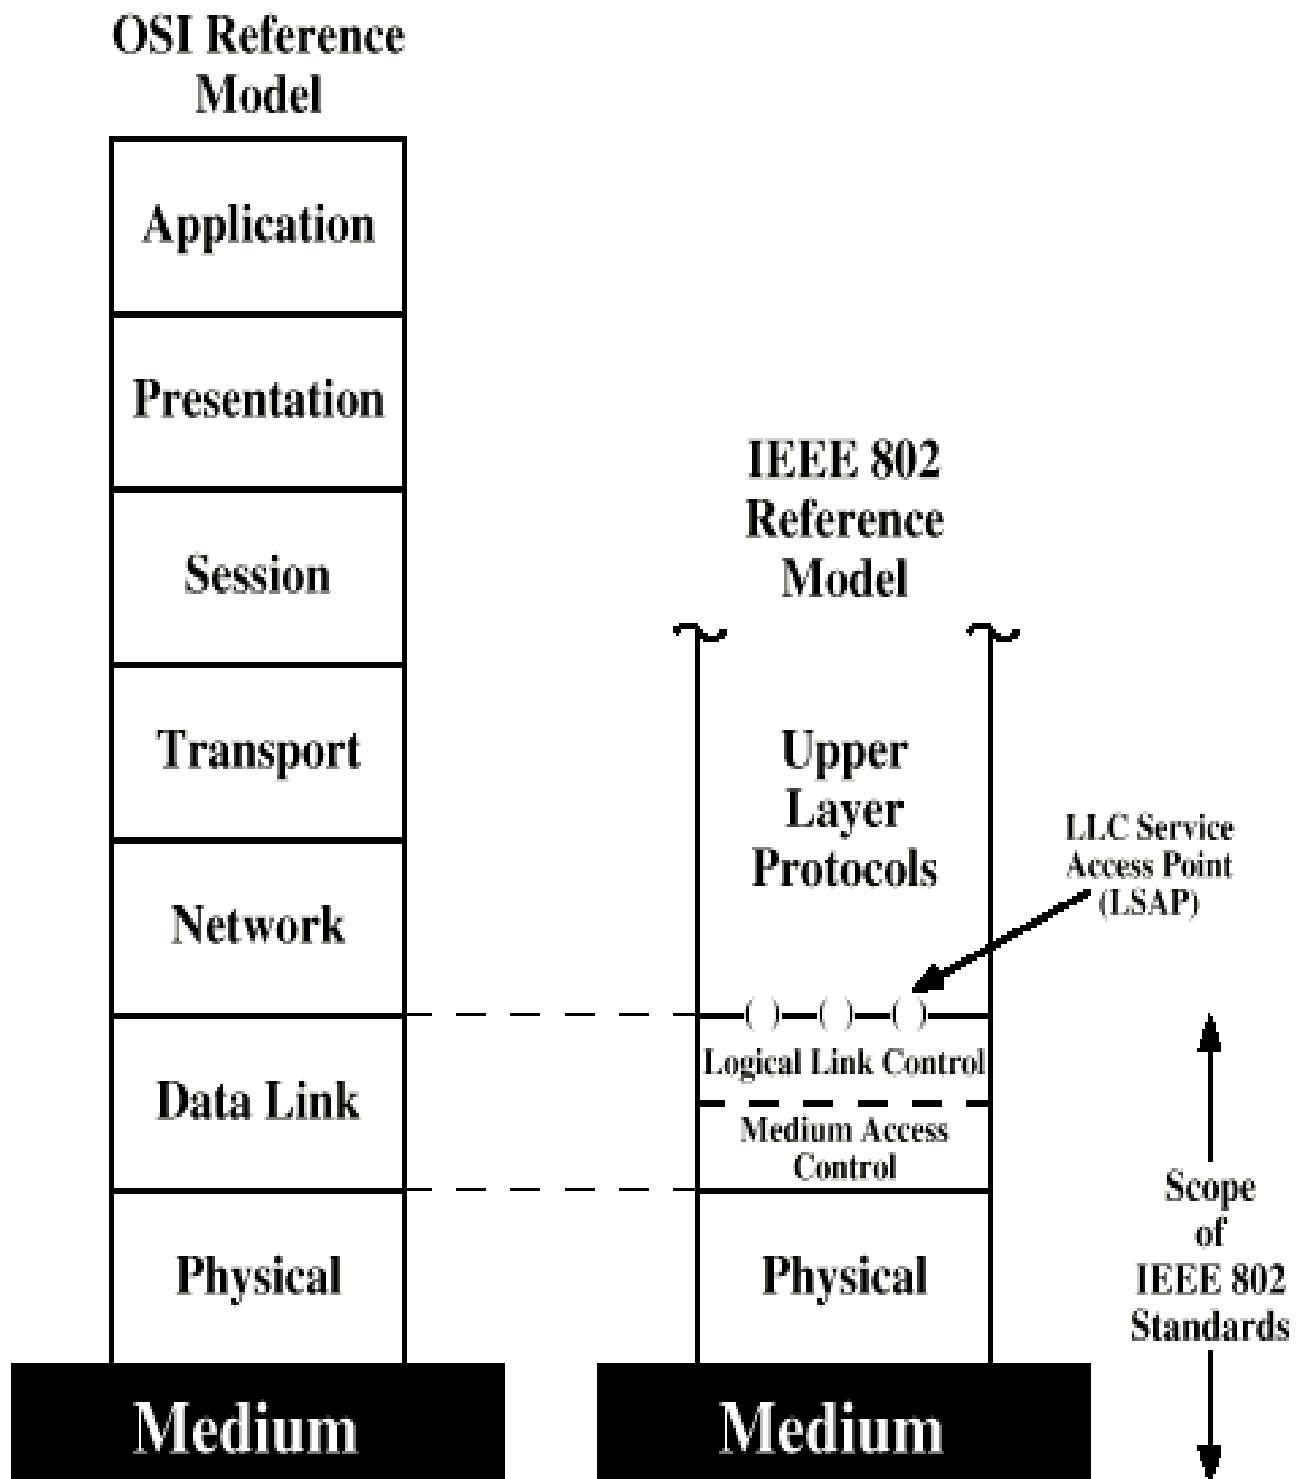 OSI Reference
Model
Application
Presentation
Session
Transport
Network
Data Link
Physical
Medium
IEEE 802
Reference
Model
Upper
Layer
Protocols
LLC Service
Access Point
(LSAP)
( ) ( ) ( )
Logical Link Control
Medium Access
Control
Physical
Medium
Scope
of
IEEE 802
Standards